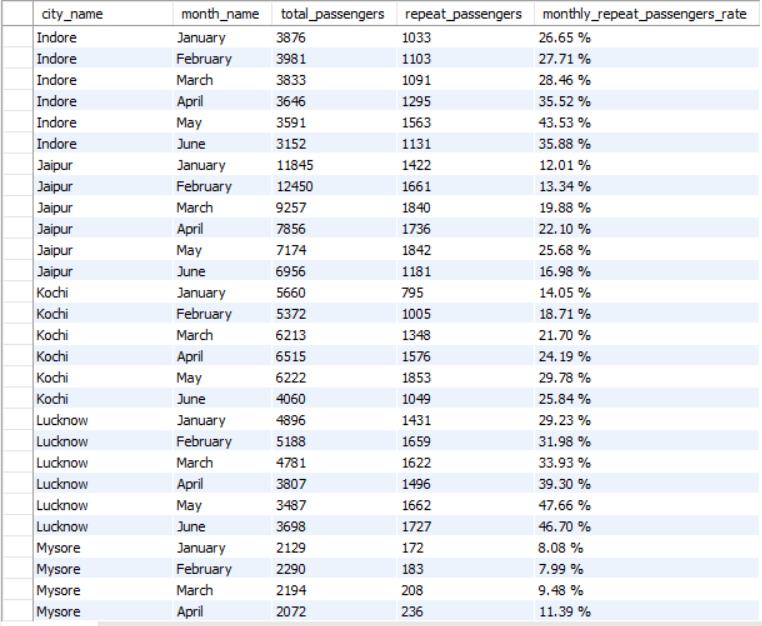 city_name month_name total_passengers repeat_passengers monthly_repeat_passengers_rate
Indore January 3876 1033 26.65 %
Indore February 3981 1103 27.71 %
Indore March 3833 1091 28.46 %
Indore April 3646 1295 35.52 %
Indore May 3591 1563 43.53 %
Indore June 3152 1131 35.88 %
Jaipur January 11845 1422 12.01 %
Jaipur February 12450 1661 13.34 %
Jaipur March 9257 1840 19.88 %
Jaipur April 7856 1736 22.10 %
Jaipur May 7174 1842 25.68 %
Jaipur June 6956 1181 16.98 %
Kochi January 5660 795 14.05 %
Kochi February 5372 1005 18.71 %
Kochi March 6213 1348 21.70 %
Kochi April 6515 1576 24.19 %
Kochi May 6222 1853 29.78 %
Kochi June 4060 1049 25.84 %
Lucknow January 4896 1431 29.23 %
Lucknow February 5188 1659 31.98 %
Lucknow March 4781 1622 33.93 %
Lucknow April 3807 1496 39.30 %
Lucknow May 3487 1662 47.66 %
Lucknow June 3698 1727 46.70 %
Mysore January 2129 172 8.08 %
Mysore February 2290 183 7.99 %
Mysore March 2194 208 9.48 %
Mysore April 2072 236 11.39 %